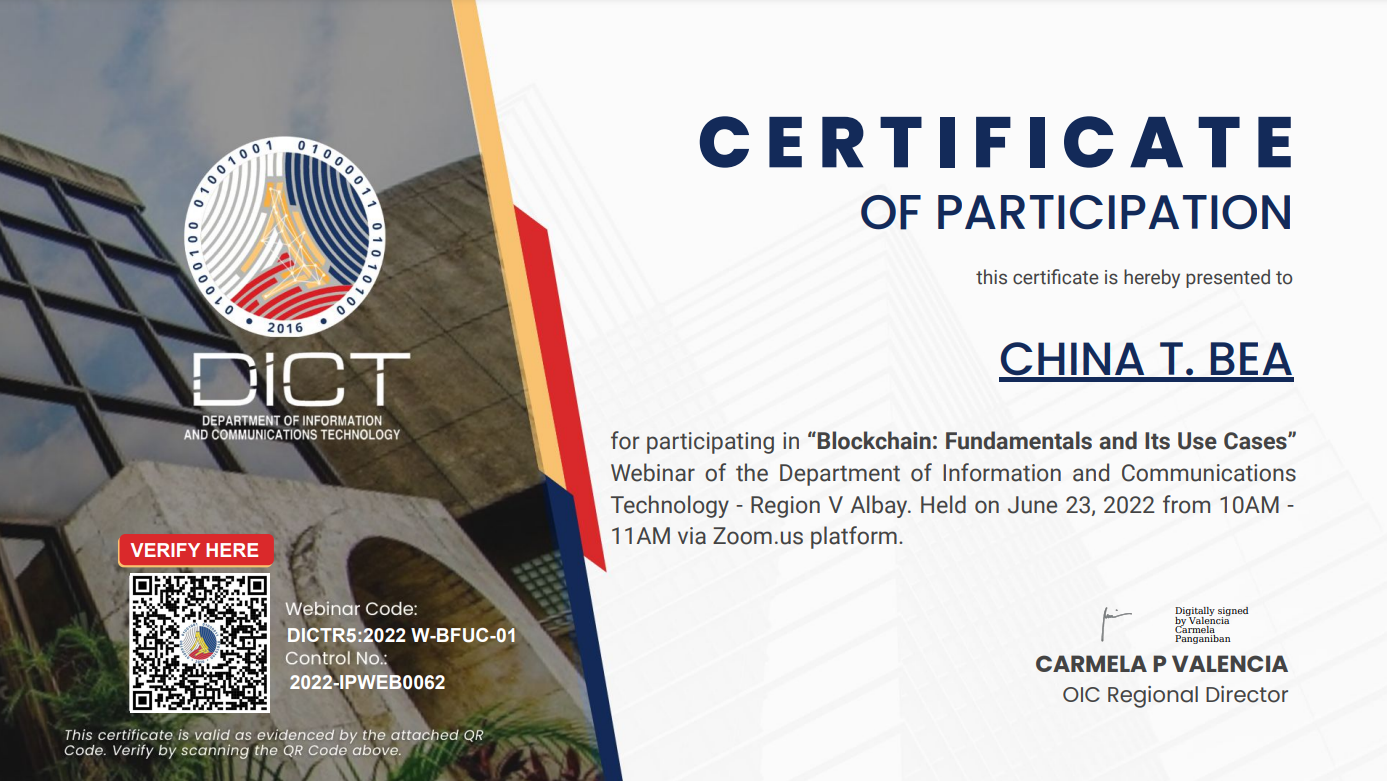 01000100 01001001 01000011 01010100
2016
DiCT
DEPARTMENT OF INFORMATION
AND COMMUNICATIONS TECHNOLOGY
VERIFY HERE
Webinar Code:
DICTR5:2022 W-BFUC-01
Control No.:
2022-IPWEB0062
This certificate is valid as evidenced by the attached QR
Code. Verify by scanning the QR Code above.
CERTIFICATE
OF PARTICIPATION
this certificate is hereby presented to
CHINA T. BEA
for participating in “Blockchain: Fundamentals and Its Use Cases”
Webinar of the Department of Information and Communications
Technology - Region V Albay. Held on June 23, 2022 from 10AM -
11AM via Zoom.us platform.
Digitally signed
by Valencia
Carmela
Panganiban
CARMELA P VALENCIA
OIC Regional Director